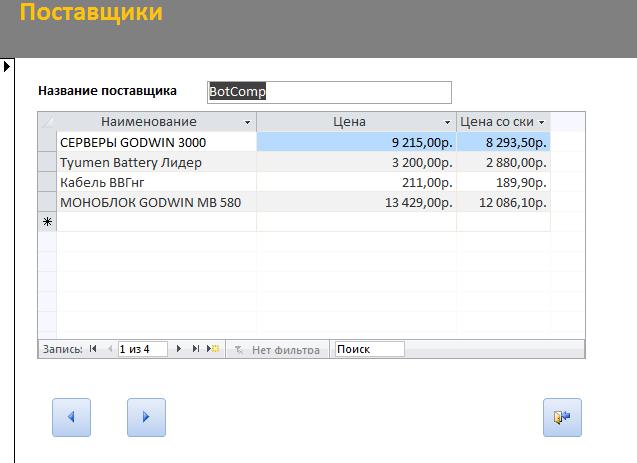 Поставщики
Название поставщика BotComp
Наименование Цена Цена со ски
СЕРВЕРЫ GODWIN 3000 9 215,00р. 8 293,50р.
Tyumen Battery Лидер 3 200,00р. 2 880,00р.
Кабель ВВГнг 211,00р. 189,90р.
МОНОБЛОК GODWIN MB 580 13 429,00р. 12 086,10р.
Запись: 1 из 4 Нет фильтра Поиск